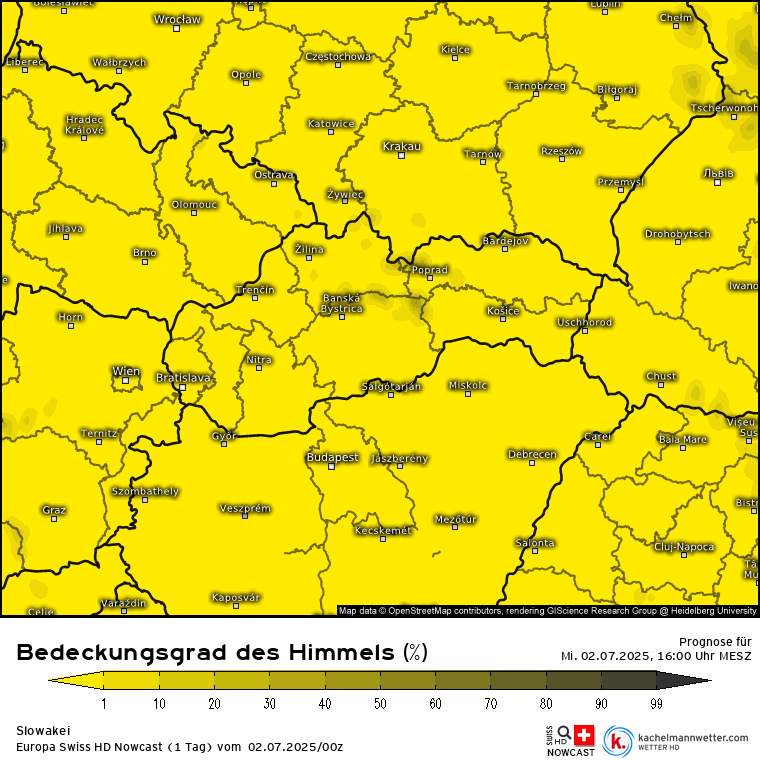 Wrocław
Lublin
Chełm
Kielce
Liberec
Wałbrzych
Opole
Częstochowa
Tarnobrzeg
Biłgoraj
Tscherwonoh
Hradec
Králové
Katowice
Krakau
Tarnów
Rzeszów
Ostrava
Żywiec
Przemyśl
Львів
Olomouc
Jihlava
Brno
Žilina
Bardejov
Drohobytsch
Poprad
Trenčín
Banská
Bystrica
Iwano
Horn
Košice
Uschhorod
Wien
Bratislava
Nitra
Salgótarján
Miskolc
Chust
Ternitz
Győr
Carei
Baia Mare
Vișeu
Sus
Budapest
Jászberény
Debrecen
Szombathely
Graz
Veszprém
Kecskemét
Mezőtúr
Bistr
Salonta
Cluj-Napoca
Varaždin
Kaposvár
Celje
Map data © OpenStreetMap contributors, rendering GIScience Research Group @ Heidelberg University
Bedeckungsgrad des Himmels (%)
Prognose für
Mi. 02.07.2025, 16:00 Uhr MESZ
1 10 20 30 40 50 60 70 80 90 99
Slowakei
Europa Swiss HD Nowcast (1 Tag) vom 02.07.2025/00z
SWISS
HD
NOWCAST
k.
kachelmannwetter.com
WETTER HD